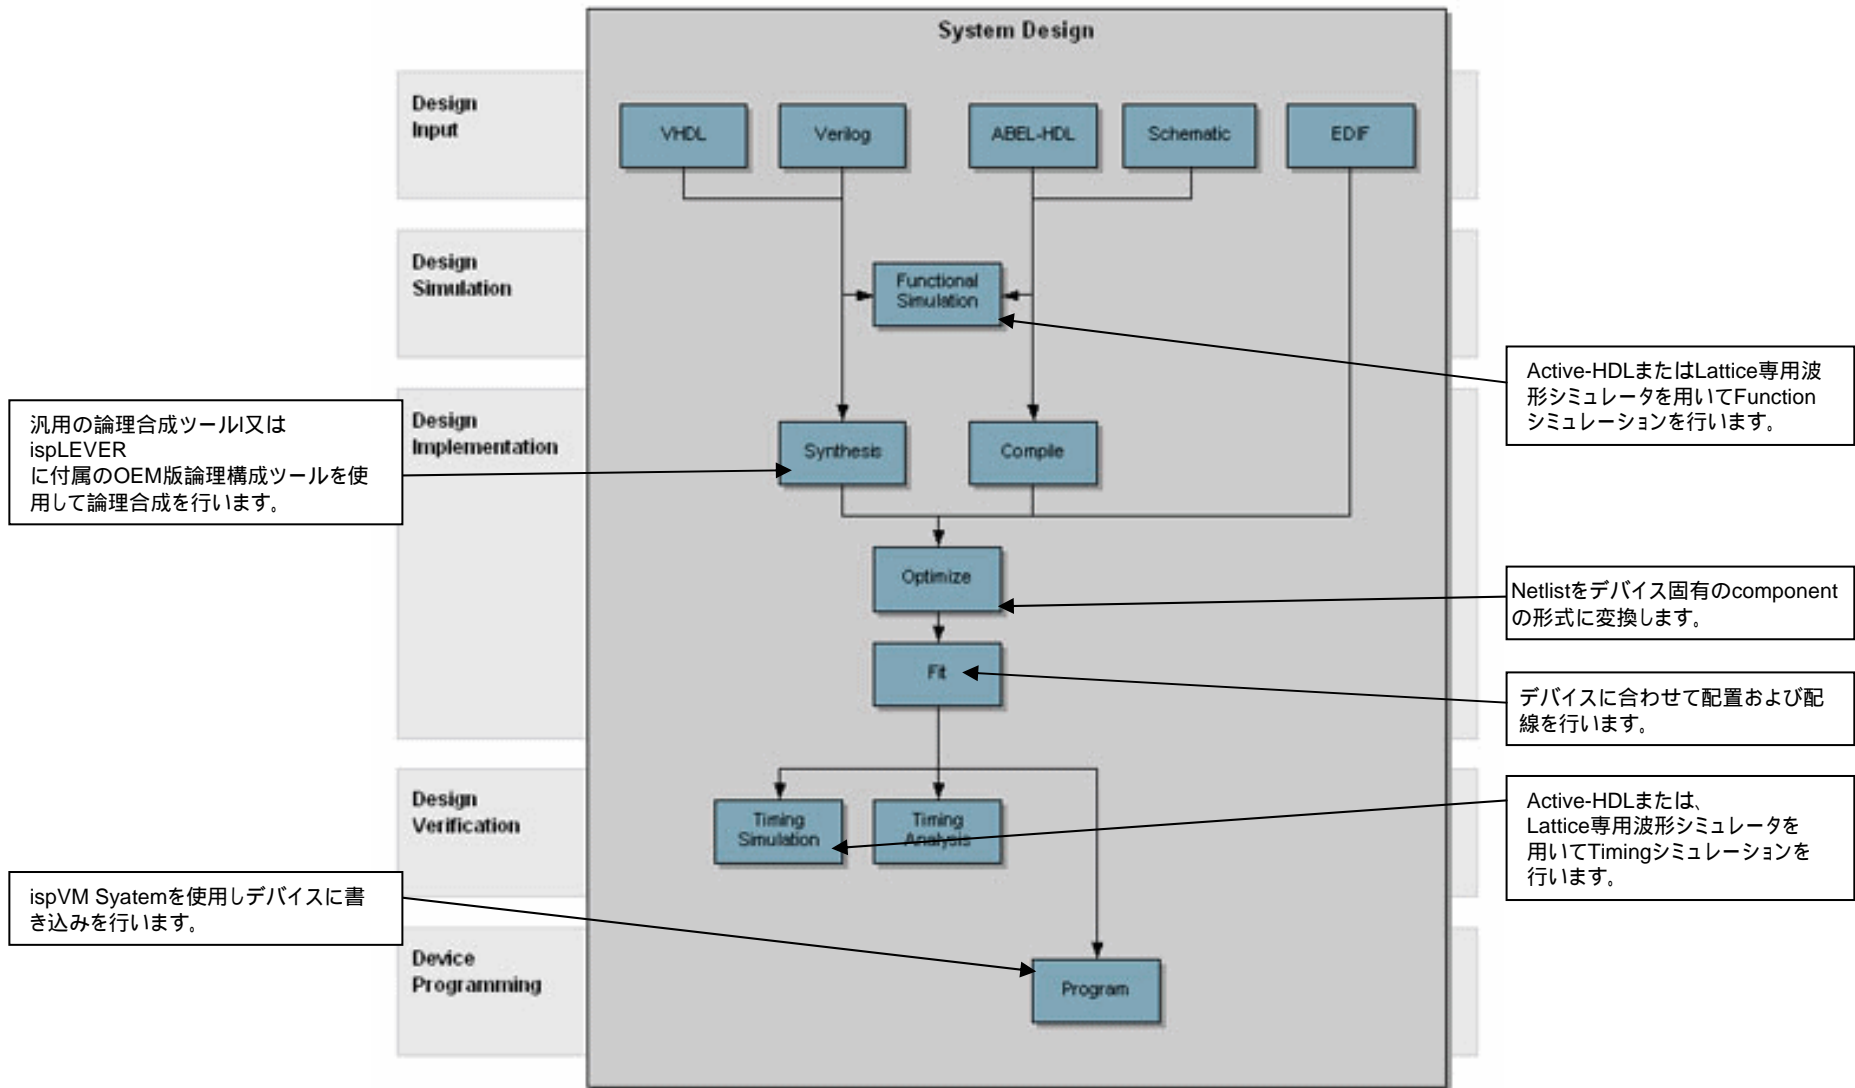 System Design
Design
Input
VHDL
Verilog
ABEL-HDL
Schematic
EDIF
Design
Simulation
Functional
Simulation
Active-HDLまたはLattice専用波
形シミュレータを用いてFunction
シミュレーションを行います。
汎用の論理合成ツールI又は
ispLEVER
に付属のOEM版論理構成ツールを使
用して論理合成を行います。
Design
Implementation
Synthesis
Compile
Optimize
Netlistをデバイス固有のcomponent
の形式に変換します。
Fit
デバイスに合わせて配置および配
線を行います。
Design
Verification
Timing
Simulation
Timing
Analysis
Active-HDLまたは、
Lattice専用波形シミュレータを
用いてTimingシミュレーションを
行います。
ispVM Syatemを使用しデバイスに書
き込みを行います。
Device
Programming
Program